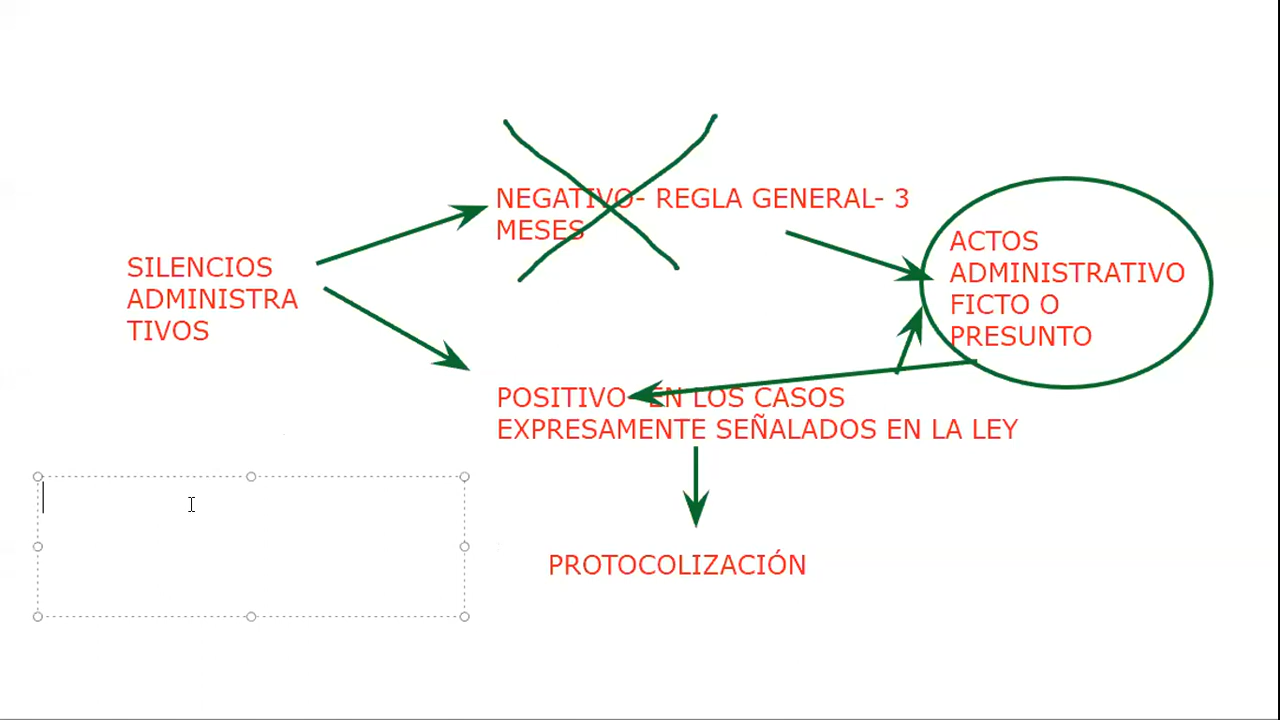 NEGATIVO- REGLA GENERAL- 3
MESES
SILENCIOS
ADMINISTRA
TIVOS
ACTOS
ADMINISTRATIVO
FICTO O
PRESUNTO
POSITIVO- EN LOS CASOS
EXPRESAMENTE SEÑALADOS EN LA LEY
PROTOCOLIZACIÓN